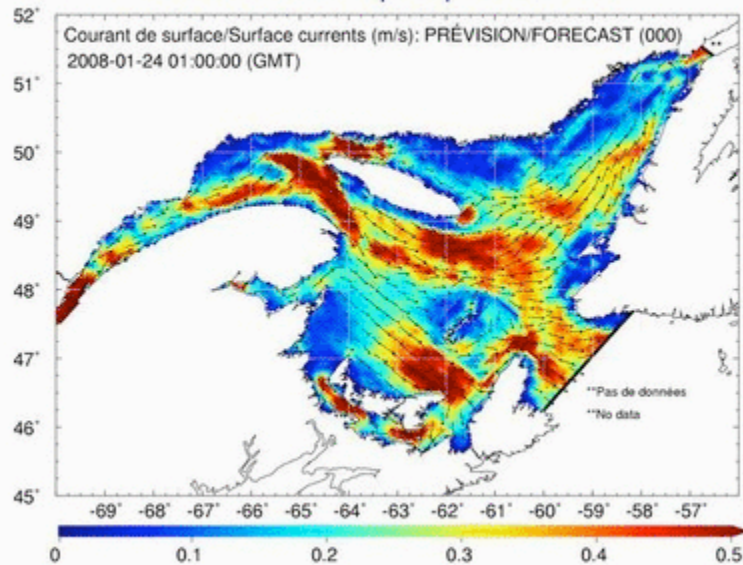 Courant de surface/Surface currents (m/s): PRÉVISION/FORECAST (000)
2008-01-24 01:00:00 (GMT)
52˚
51˚
50˚
49˚
48˚
47˚
46˚
45˚
**
**Pas de données
**No data
-69˚ -68˚ -67˚ -66˚ -65˚ -64˚ -63˚ -62˚ -61˚ -60˚ -59˚ -58˚ -57˚
0 0.1 0.2 0.3 0.4 0.5